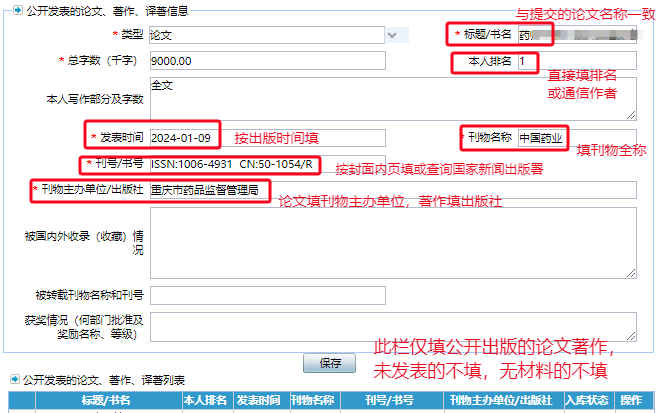 公开发表的论文、著作、译著信息
与提交的论文名称一致
* 类型 论文 * 标题/书名 药
* 总字数（千字） 9000.00 本人排名 1
直接填排名
或通信作者
本人写作部分及字数 全文
* 发表时间 2024-01-09 按出版时间填 * 刊物名称 中国药业
填刊物全称
* 刊号/书号 ISSN:1006-4931 CN:50-1054/R 按封面内页填或查询国家新闻出版署
* 刊物主办单位/出版社 重庆市药品监督管理局 论文填刊物主办单位，著作填出版社
被国内外收录（收藏）情
况
被转载刊物名称和刊号
获奖情况（何部门批准及
奖励名称、等级）
此栏仅填公开出版的论文著作，
未发表的不填，无材料的不填
保存
公开发表的论文、著作、译著列表
标题/书名 本人排名 发表时间 刊物名称 刊号/书号 刊物主办单位/出版社 入库状态 操作